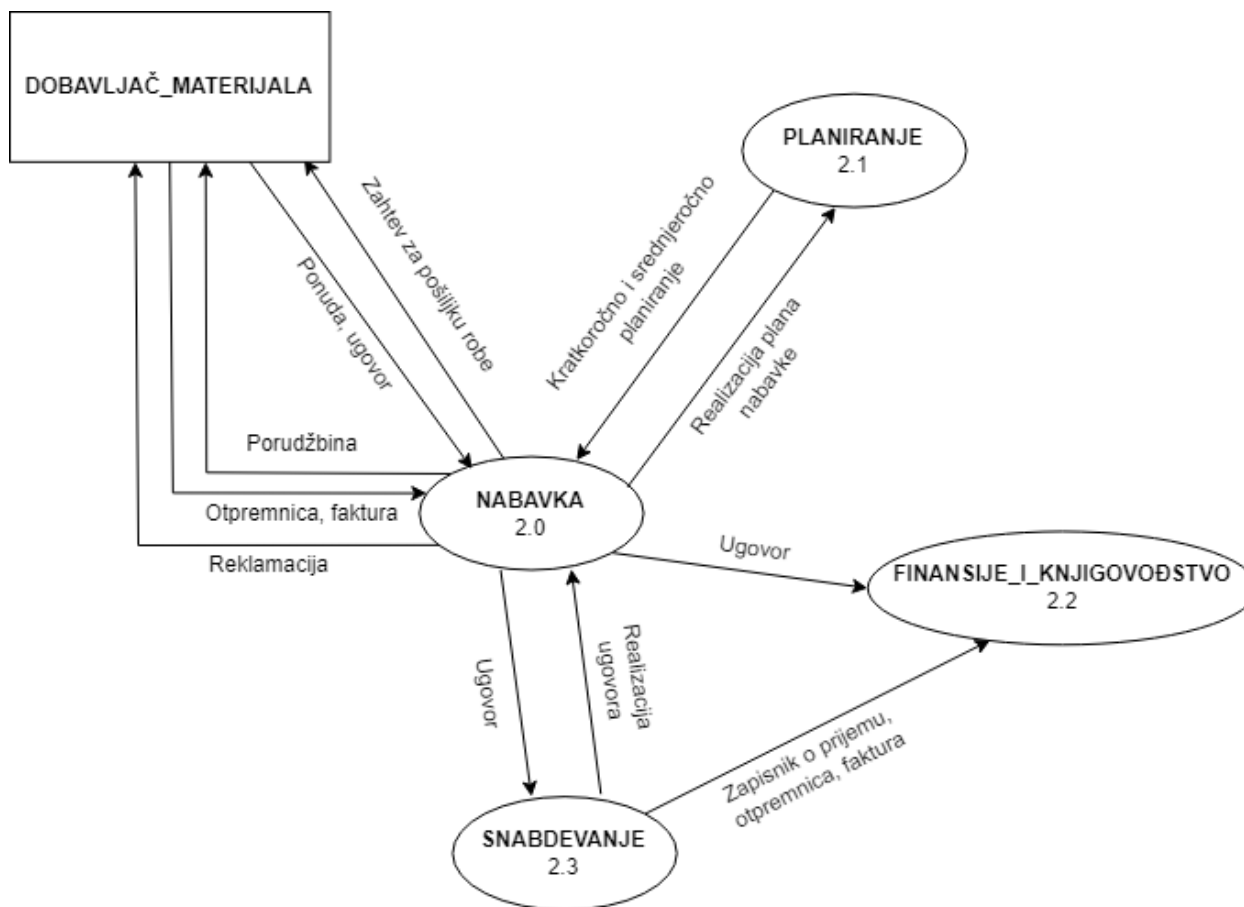 DOBAVLJAČ_MATERIJALA
PLANIRANJE
2.1
Zahtev za pošiljku robe
Ponuda, ugovor
Kratkoročno i srednjeročno
planiranje
Realizacija plana
nabavke
Porudžbina
Otpremnica, faktura
Reklamacija
NABAVKA
2.0
Ugovor
FINANSIJE_I_KNJIGOVOĐSTVO
2.2
Ugovor
Realizacija
ugovora
Zapisnik o prijemu,
otpremnica, faktura
SNABDEVANJE
2.3